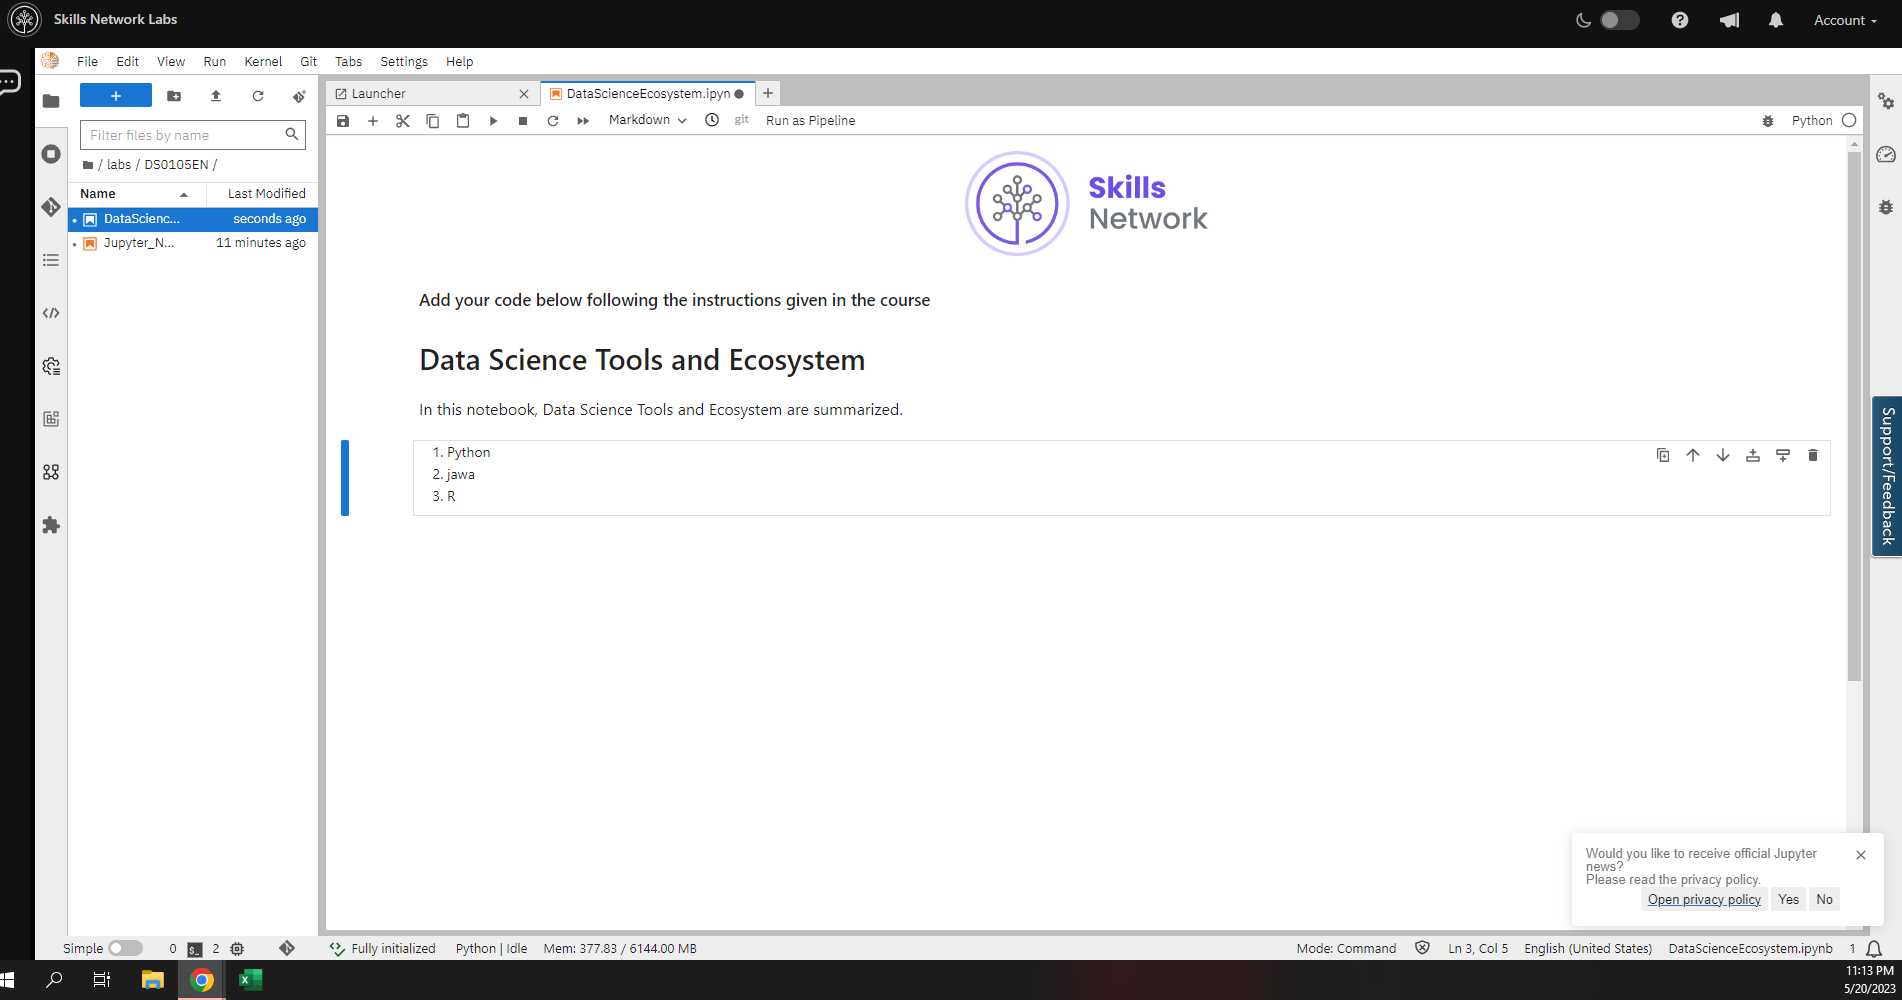 Skills Network Labs
Account
File Edit View Run Kernel Git Tabs Settings Help
Launcher
DataScienceEcosystem.ipyn
Markdown
git
Run as Pipeline
Python
Filter files by name
/ labs / DS0105EN /
Name
Last Modified
DataScienc...
seconds ago
Jupyter_N...
11 minutes ago
Skills
Network
Add your code below following the instructions given in the course
Data Science Tools and Ecosystem
In this notebook, Data Science Tools and Ecosystem are summarized.
1. Python
2. jawa
3. R
Support/Feedback
Would you like to receive official Jupyter
news?
Please read the privacy policy.
Open privacy policy
Yes
No
Simple
0
$_
2
Fully initialized
Python | Idle
Mem: 377.83 / 6144.00 MB
Mode: Command
Ln 3, Col 5
English (United States)
DataScienceEcosystem.ipynb
1
11:13 PM
5/20/2023